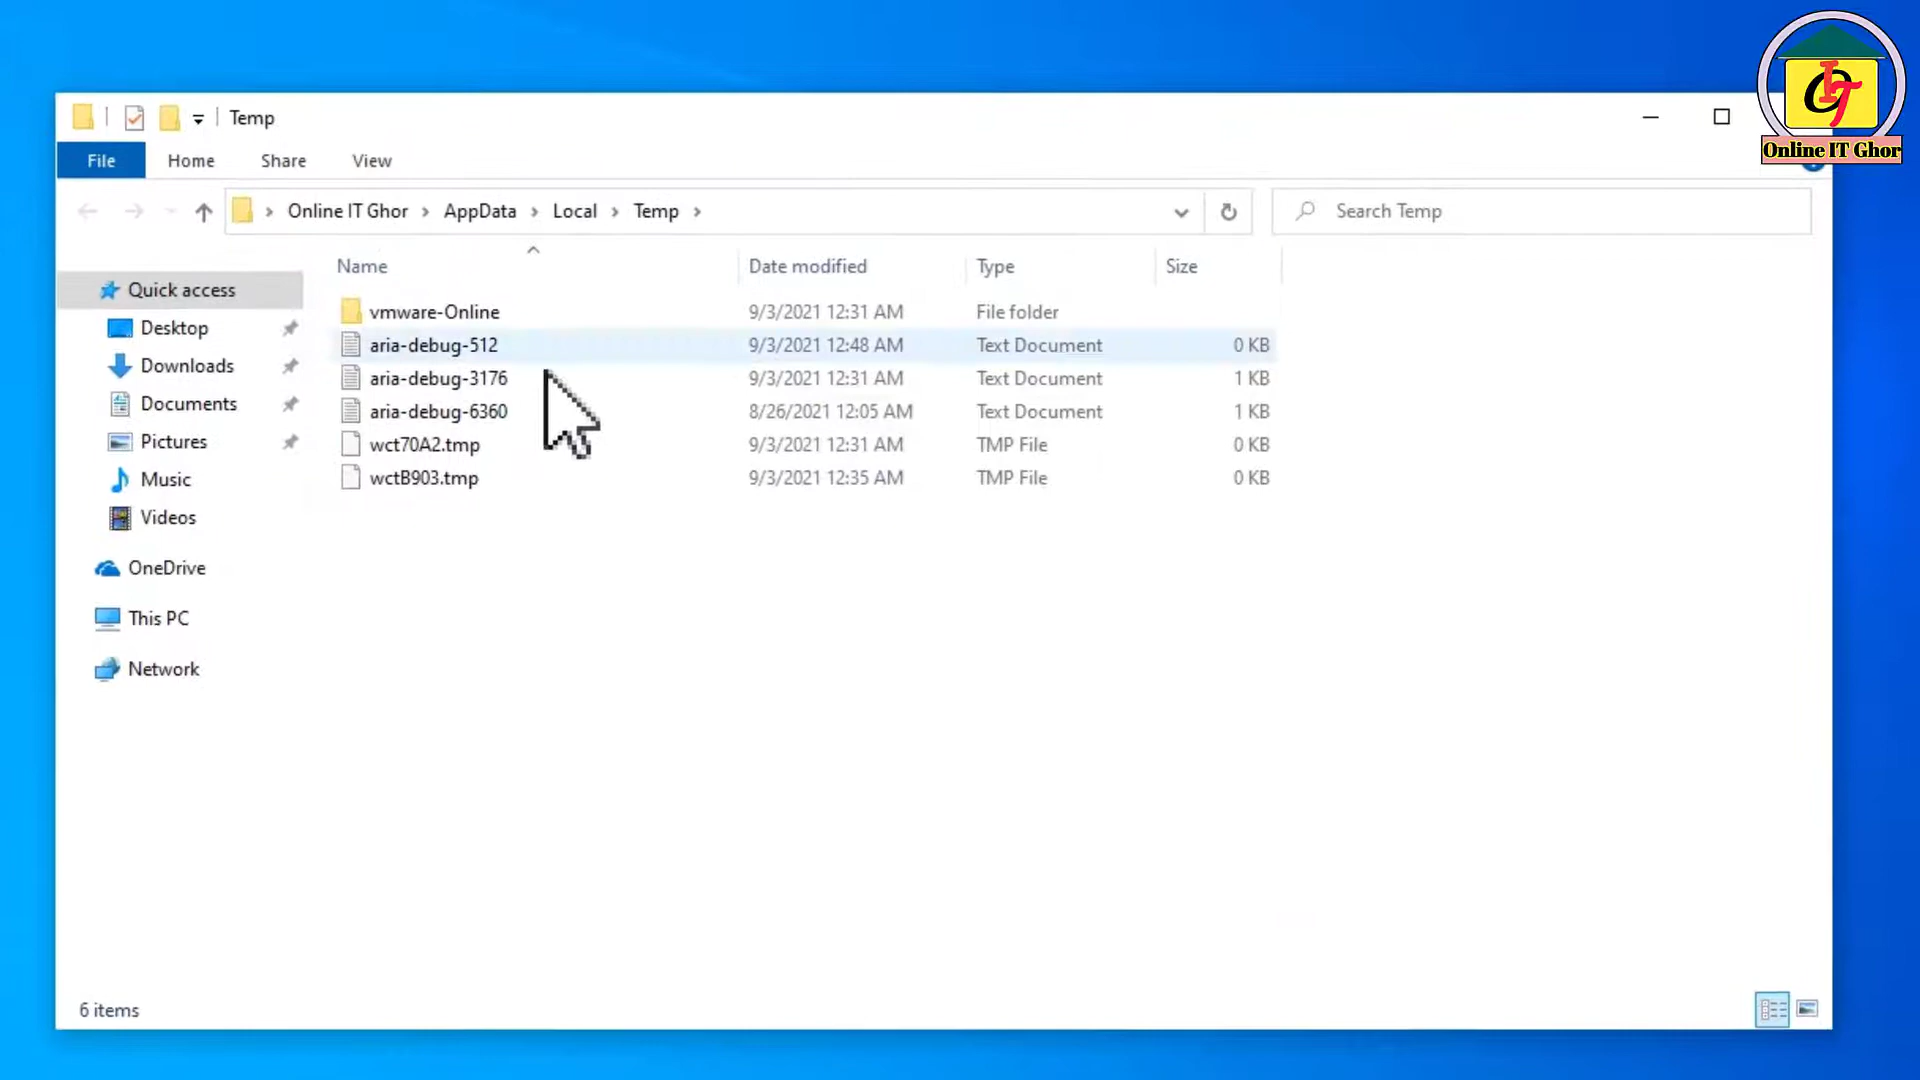 OIT
Online IT Ghor
Temp
File Home Share View
Online IT Ghor AppData Local Temp
Search Temp
Name Date modified Type Size
Quick access
Desktop
Downloads
Documents
Pictures
Music
Videos
OneDrive
This PC
Network
vmware-Online 9/3/2021 12:31 AM File folder
aria-debug-512 9/3/2021 12:48 AM Text Document 0 KB
aria-debug-3176 9/3/2021 12:31 AM Text Document 1 KB
aria-debug-6360 8/26/2021 12:05 AM Text Document 1 KB
wct70A2.tmp 9/3/2021 12:31 AM TMP File 0 KB
wctB903.tmp 9/3/2021 12:35 AM TMP File 0 KB
6 items